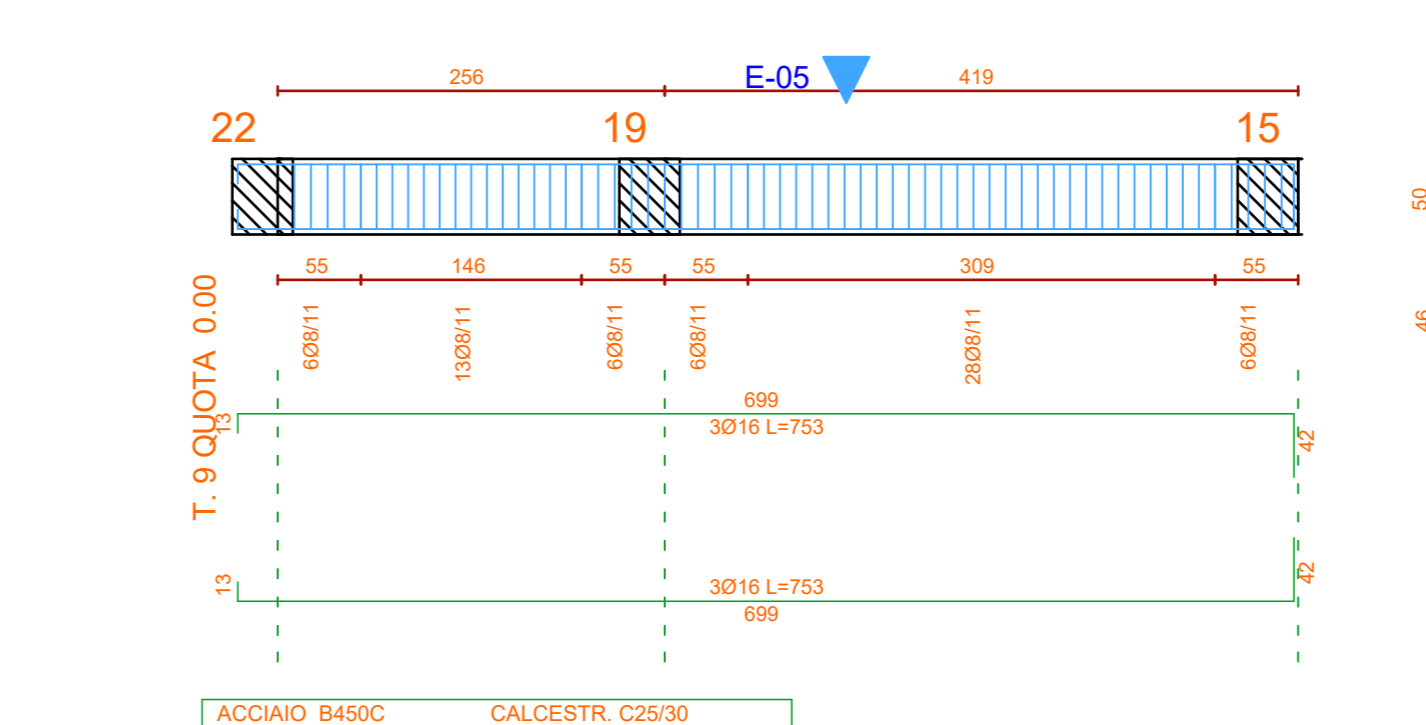 256
E-05
419
22
19
15
50
55
146
55
55
309
55
6Ø8/11
13Ø8/11
6Ø8/11
6Ø8/11
28Ø8/11
6Ø8/11
46
T. 9 QUOTA 0.00
699
13
3Ø16 L=753
42
13
3Ø16 L=753
42
699
ACCIAIO B450C CALCESTR. C25/30